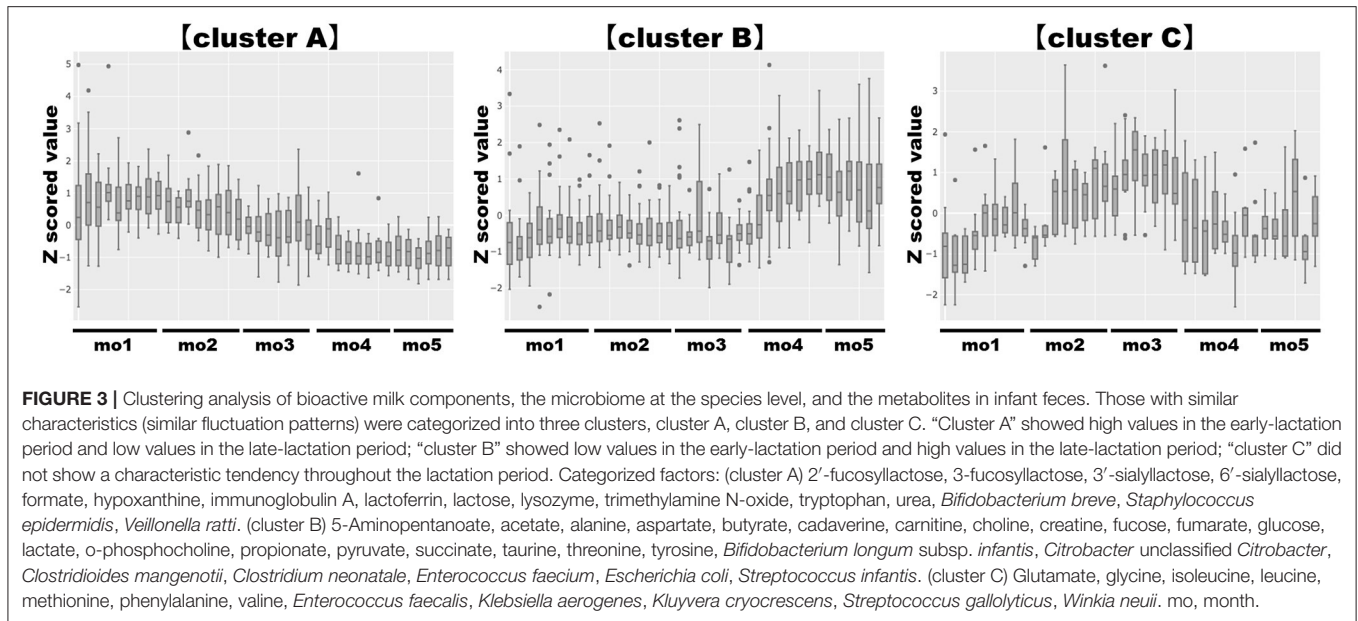 【cluster A】
【cluster B】
【cluster C】
Z scored value
5
4
3
2
1
0
−1
−2
mo1 mo2 mo3 mo4 mo5
Z scored value
4
3
2
1
0
−1
−2
mo1 mo2 mo3 mo4 mo5
Z scored value
3
2
1
0
−1
−2
mo1 mo2 mo3 mo4 mo5
FIGURE 3 | Clustering analysis of bioactive milk components, the microbiome at the species level, and the metabolites in infant feces. Those with similar
characteristics (similar fluctuation patterns) were categorized into three clusters, cluster A, cluster B, and cluster C. “Cluster A” showed high values in the early-lactation
period and low values in the late-lactation period; “cluster B” showed low values in the early-lactation period and high values in the late-lactation period; “cluster C” did
not show a characteristic tendency throughout the lactation period. Categorized factors: (cluster A) 2′-fucosyllactose, 3-fucosyllactose, 3′-sialyllactose, 6′-sialyllactose,
formate, hypoxanthine, immunoglobulin A, lactoferrin, lactose, lysozyme, trimethylamine N-oxide, tryptophan, urea, Bifidobacterium breve, Staphylococcus
epidermidis, Veillonella ratti. (cluster B) 5-Aminopentanoate, acetate, alanine, aspartate, butyrate, cadaverine, carnitine, choline, creatine, fucose, fumarate, glucose,
lactate, o-phosphocholine, propionate, pyruvate, succinate, taurine, threonine, tyrosine, Bifidobacterium longum subsp. infantis, Citrobacter unclassified Citrobacter,
Clostridioides mangenotii, Clostridium neonatale, Enterococcus faecium, Escherichia coli, Streptococcus infantis. (cluster C) Glutamate, glycine, isoleucine, leucine,
methionine, phenylalanine, valine, Enterococcus faecalis, Klebsiella aerogenes, Kluyvera cryocrescens, Streptococcus gallolyticus, Winkia neuii. mo, month.